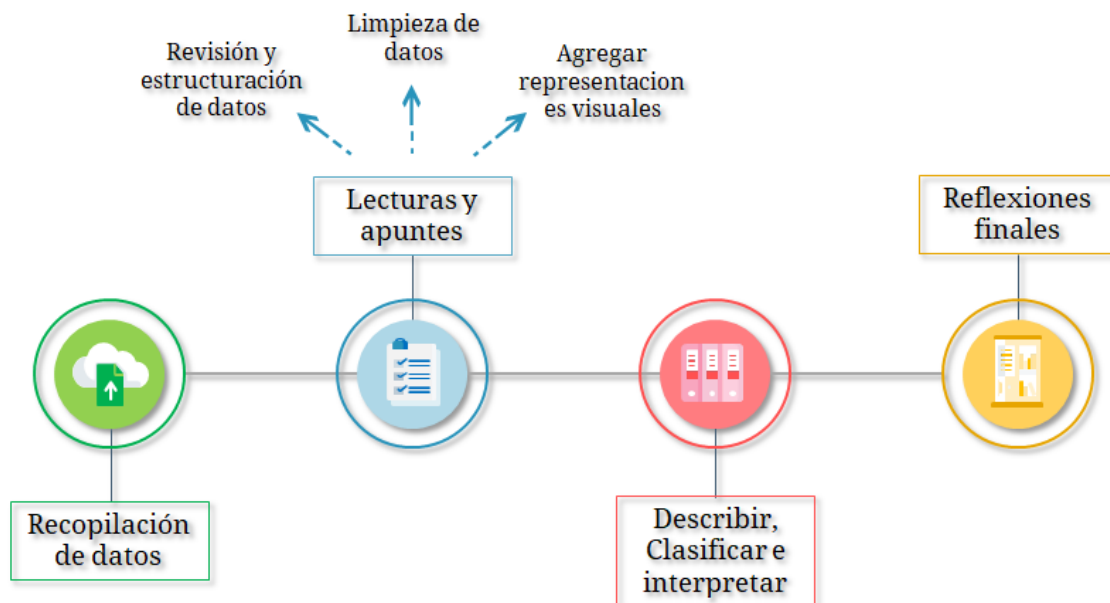 Revisión y
estructuración
de datos
Limpieza de
datos
Agregar
representacion
es visuales
Lecturas y
apuntes
Reflexiones
finales
Recopilación
de datos
Describir,
Clasificar e
interpretar